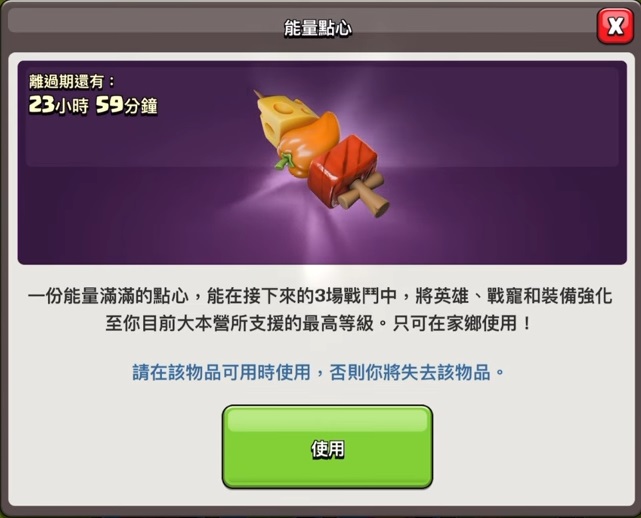 能量點心
X
離過期還有：
23小時 59分鐘
一份能量滿滿的點心，能在接下來的3場戰鬥中，將英雄、戰寵和裝備強化
至你目前大本營所支援的最高等級。只可在家鄉使用！
請在該物品可用時使用，否則你將失去該物品。
使用